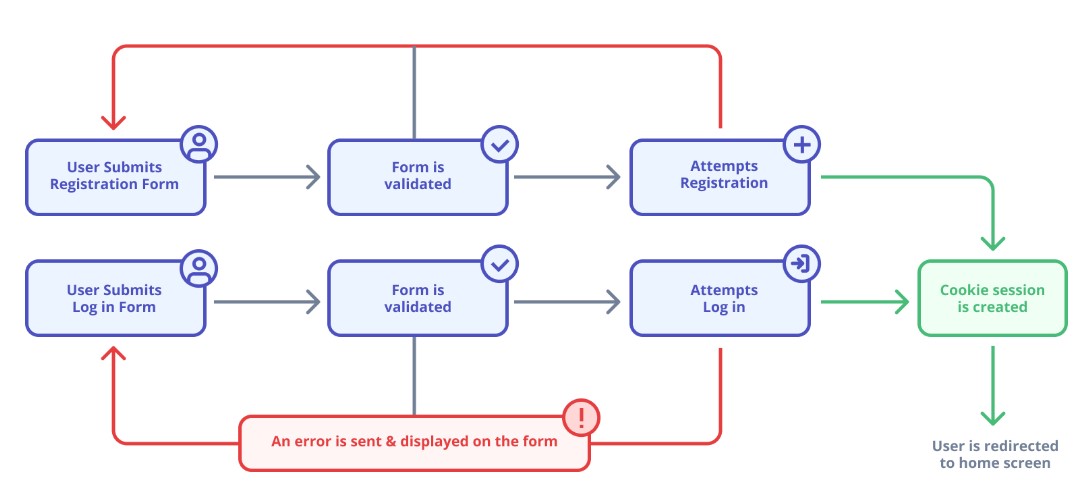 User Submits
Registration Form
Form is
validated
Attempts
Registration
User Submits
Log in Form
Form is
validated
Attempts
Log in
Cookie session
is created
An error is sent & displayed on the form
User is redirected
to home screen